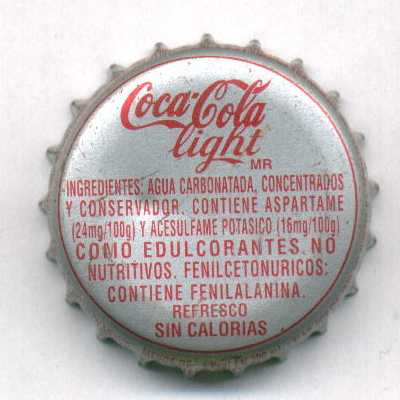 Coca-Cola
light
MR
INGREDIENTES: AGUA CARBONATADA, CONCENTRADOS
Y CONSERVADOR. CONTIENE ASPARTAME
(24mg/100g) Y ACESULFAME POTASICO (16mg/100g)
COMO EDULCORANTES NO
NUTRITIVOS. FENILCETONURICOS:
CONTIENE FENILALANINA.
REFRESCO
SIN CALORIAS